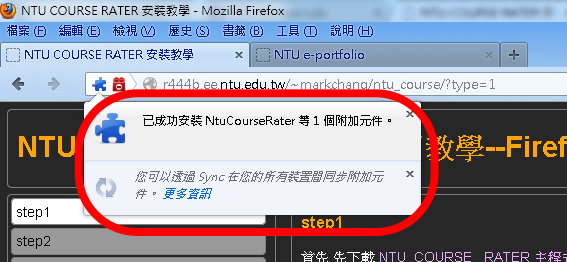 NTU COURSE RATER 安裝教學 - Mozilla Firefox
檔案 (F) 編輯 (E) 檢視 (V) 歷史 (S) 書籤 (B) 工具 (T) 說明 (H)
NTU COURSE RATER 安裝教學 NTU e-portfolio
r444b.ee.ntu.edu.tw/~markchang/ntu_course/?type=1
已成功安裝 NtuCourseRater 等 1 個附加元件。
NTU 教學--Firef
您可以透過 Sync 在您的所有裝置間同步附加元
件。 更多資訊
step1
step1
首先 先下載 NTU COURSE RATER 主程式
step2